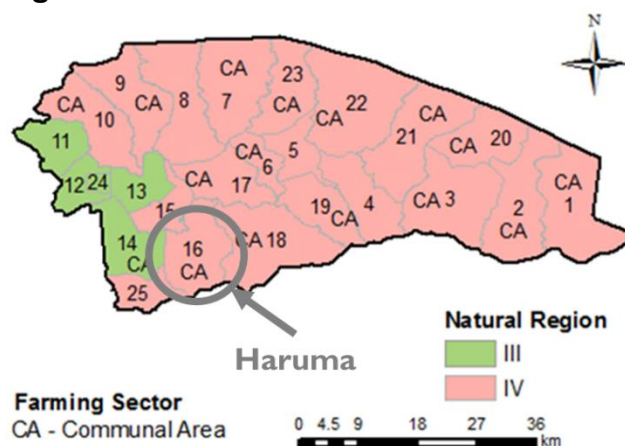 N
9
CA
23
CA
CA
8
7
CA
22
CA
10
CA
CA
11
21
CA
20
5
CA
6
12
24
13
CA
17
CA
1
CA 3
19
4
2
15
CA
CA
14
16
CA 18
CA
CA
25
Haruma
Natural Region
III
IV
Farming Sector
CA - Communal Area
0 4.5 9 18 27 36
km